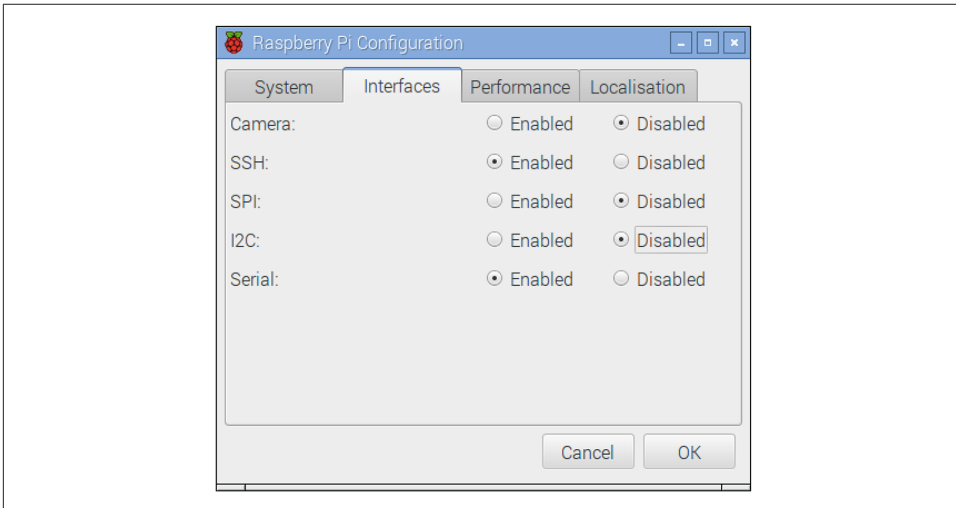 Raspberry Pi Configuration
System Interfaces Performance Localisation
Camera: Enabled Disabled
SSH: Enabled Disabled
SPI: Enabled Disabled
I2C: Enabled Disabled
Serial: Enabled Disabled
Cancel OK